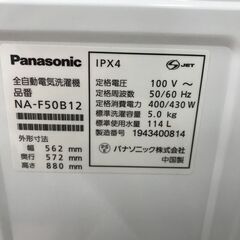 Panasonic
全自動電気洗濯機
品番
NA-F50B12
外形寸法
幅 562 mm
奥行 572 mm
高さ 880 mm
IPX4
JET
定格電圧 100 V ～
定格周波数 50/60 Hz
定格消費電力 400/430 W
標準洗濯容量 5.0 kg
標準使用水量 114 L
製造番号 1943400814
パナソニック株式会社
中国製